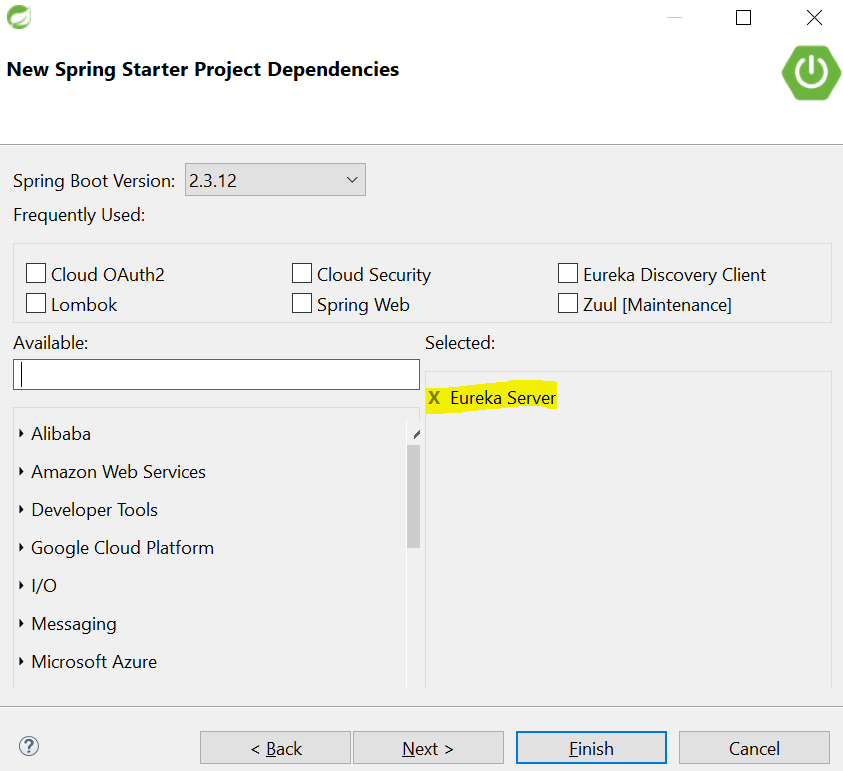 New Spring Starter Project Dependencies
Spring Boot Version: 2.3.12
Frequently Used:
Cloud OAuth2 Cloud Security Eureka Discovery Client
Lombok Spring Web Zuul [Maintenance]
Available: Selected:
X Eureka Server
Alibaba
Amazon Web Services
Developer Tools
Google Cloud Platform
I/O
Messaging
Microsoft Azure
? < Back Next > Finish Cancel